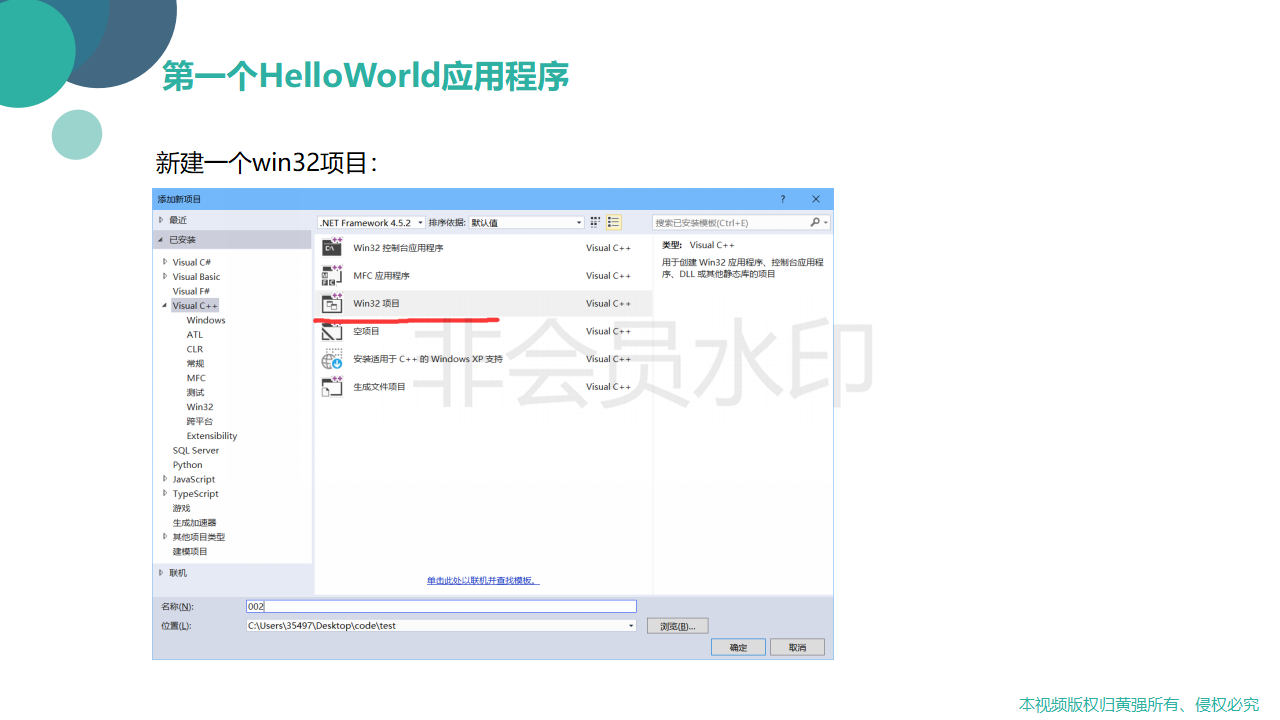 第一个HelloWorld应用程序
新建一个win32项目：
添加新项目
? ×
最近
已安装
Visual C#
Visual Basic
Visual F#
Visual C++
Windows
ATL
CLR
常规
MFC
测试
Win32
跨平台
Extensibility
SQL Server
Python
JavaScript
TypeScript
游戏
生成加速器
其他项目类型
建模项目
联机
.NET Framework 4.5.2 排序依据: 默认值
Win32 控制台应用程序 Visual C++
MFC 应用程序 Visual C++
Win32 项目 Visual C++
空项目 Visual C++
安装适用于 C++ 的 Windows XP 支持 Visual C++
生成文件项目 Visual C++
单击此处以联机并查找模板。
搜索已安装模板(Ctrl+E)
类型: Visual C++
用于创建 Win32 应用程序、控制台应用程
序、DLL 或其他静态库的项目
非会员水印
名称(N): 002
位置(L): C:\Users\35497\Desktop\code\test
浏览(B)...
确定 取消
本视频版权归黄强所有、侵权必究